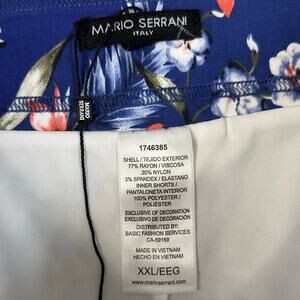 MARIO SERRANI
ITALY
MARIO
SERRANI
1746385
SHELL / TEJIDO EXTERIOR
77% RAYON / VISCOSA
20% NYLON
3% SPANDEX / ELASTANO
INNER SHORTS /
PANTALONETA INTERIOR
100% POLYESTER /
POLIÉSTER
EXCLUSIVE OF DECORATION
EXCLUSIVO DE DECORACIÓN
DISTRIBUTED BY:
BASIC FASHION SERVICES
CA-59169
MADE IN VIETNAM
HECHO EN VIETNAM
XXL/EEG
www.marioserrani.com